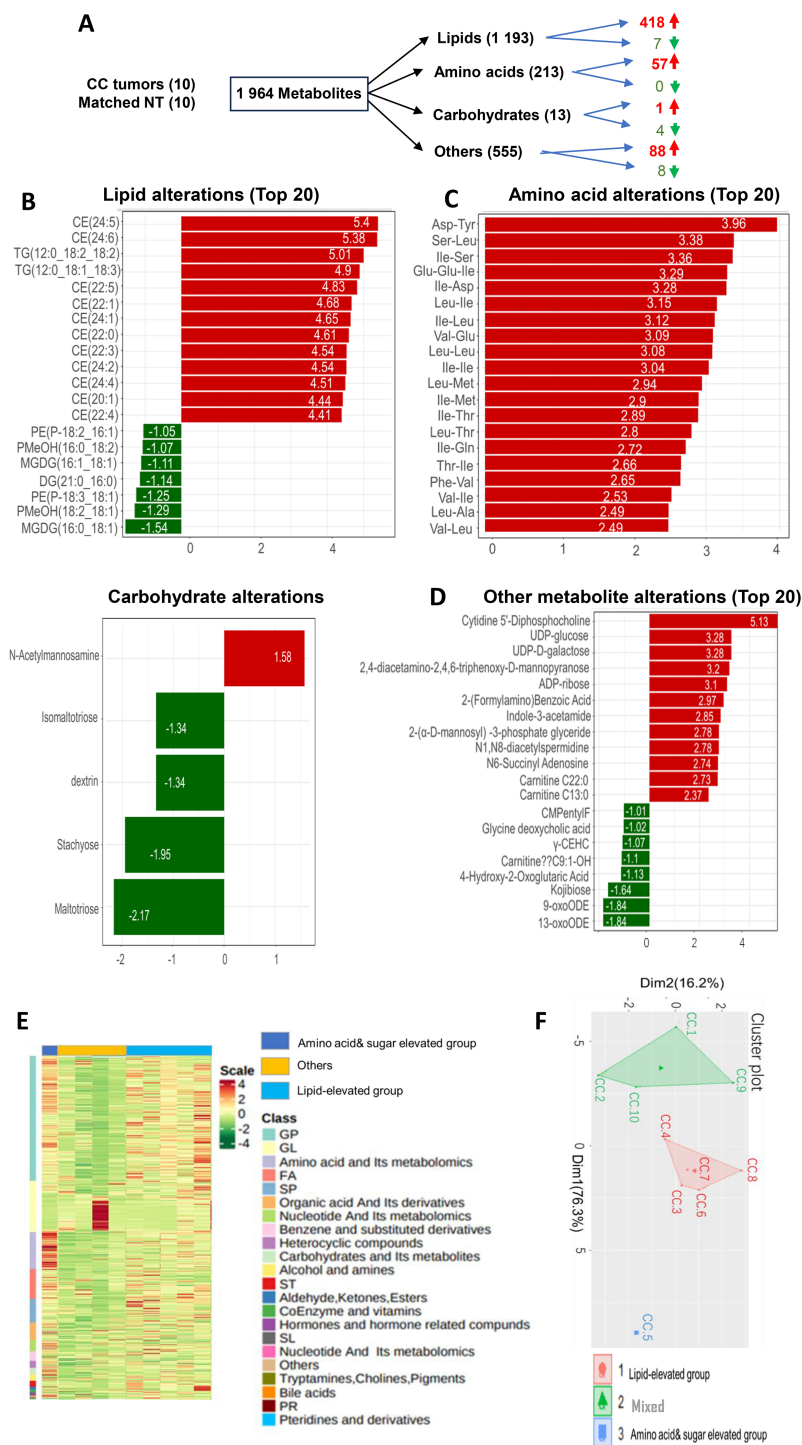 A
CC tumors (10)
Matched NT (10)
1 964 Metabolites
Lipids (1 193)
Amino acids (213)
Carbohydrates (13)
Others (555)
418
7
57
0
1
4
88
8
B
Lipid alterations (Top 20)
CE(24:5) 5.4
CE(24:6) 5.38
TG(12:0_18:2_18:2) 5.01
TG(12:0_18:1_18:3) 4.9
CE(22:5) 4.83
CE(22:1) 4.68
CE(24:1) 4.65
CE(22:0) 4.61
CE(22:3) 4.54
CE(24:2) 4.54
CE(24:4) 4.51
CE(20:1) 4.44
CE(22:4) 4.41
PE(P-18:2_16:1) -1.05
PMeOH(16:0_18:2) -1.07
MGDG(16:1_18:1) -1.11
DG(21:0_16:0) -1.14
PE(P-18:3_18:1) -1.25
PMeOH(18:2_18:1) -1.29
MGDG(16:0_18:1) -1.54
0 2 4
C
Amino acid alterations (Top 20)
Asp-Tyr 3.96
Ser-Leu 3.38
Ile-Ser 3.36
Glu-Glu-Ile 3.29
Ile-Asp 3.28
Leu-Ile 3.15
Ile-Leu 3.12
Val-Glu 3.09
Leu-Leu 3.08
Ile-Ile 3.04
Leu-Met 2.94
Ile-Met 2.9
Ile-Thr 2.89
Leu-Thr 2.8
Ile-Gln 2.72
Thr-Ile 2.66
Phe-Val 2.65
Val-Ile 2.53
Leu-Ala 2.49
Val-Leu 2.49
0 1 2 3 4
Carbohydrate alterations
N-Acetylmannosamine 1.58
Isomaltotriose -1.34
dextrin -1.34
Stachyose -1.95
Maltotriose -2.17
-2 -1 0 1
D
Other metabolite alterations (Top 20)
Cytidine 5'-Diphosphocholine 5.13
UDP-glucose 3.28
UDP-D-galactose 3.28
2,4-diacetamino-2,4,6-triphenoxy-D-mannopyranose 3.2
ADP-ribose 3.1
2-(Formylamino)Benzoic Acid 2.97
Indole-3-acetamide 2.85
2-(α-D-mannosyl) -3-phosphate glyceride 2.78
N1,N8-diacetylspermidine 2.78
N6-Succinyl Adenosine 2.74
Carnitine C22:0 2.73
Carnitine C13:0 2.37
CMPentylF -1.01
Glycine deoxycholic acid -1.02
γ-CEHC -1.07
Carnitine??C9:1-OH -1.1
4-Hydroxy-2-Oxoglutaric Acid -1.13
Kojibiose -1.64
9-oxoODE -1.84
13-oxoODE -1.84
0 2 4
E
Amino acid& sugar elevated group
Others
Lipid-elevated group
Scale
4
2
0
-2
-4
Class
GP
GL
Amino acid and Its metabolomics
FA
SP
Organic acid And Its derivatives
Nucleotide And Its metabolomics
Benzene and substituted derivatives
Heterocyclic compounds
Carbohydrates and Its metabolites
Alcohol and amines
ST
Aldehyde,Ketones,Esters
CoEnzyme and vitamins
Hormones and hormone related compunds
SL
Nucleotide And Its metabolomics
Others
Tryptamines,Cholines,Pigments
Bile acids
PR
Pteridines and derivatives
F
Dim2(16.2%)
-2 0 2
Cluster plot
-5
0
5
Dim1(76.3%)
CC.1
CC.2
CC.10
CC.9
CC.4
CC.7
CC.8
CC.3
CC.6
CC.5
1 Lipid-elevated group
2 Mixed
3 Amino acid& sugar elevated group